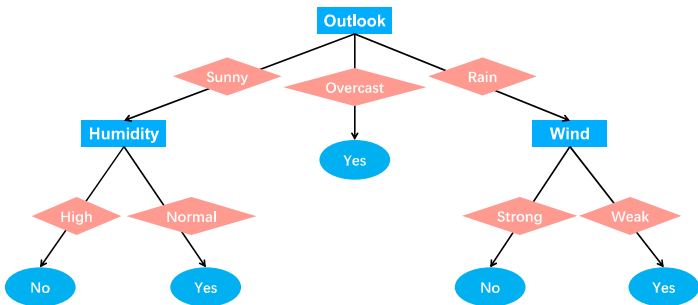 Outlook
Sunny
Overcast
Rain
Humidity
Yes
Wind
High
Normal
Strong
Weak
No
Yes
No
Yes